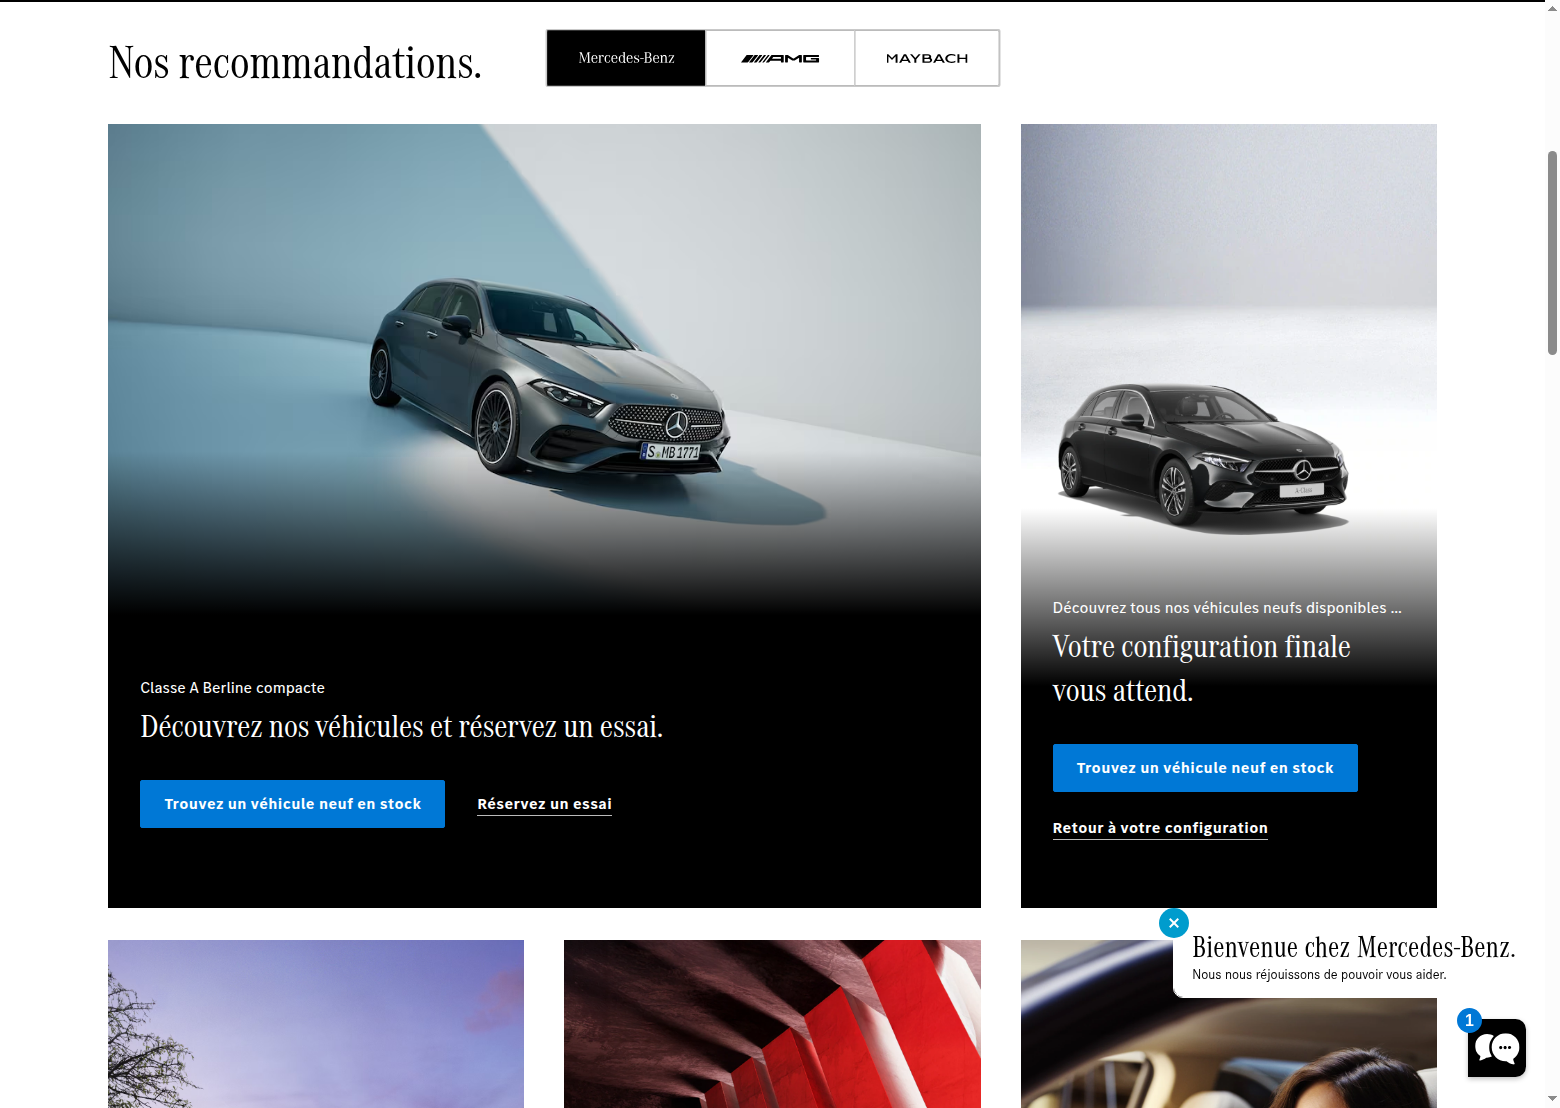 Nos recommandations.
Mercedes-Benz
AMG
MAYBACH
S MB 1771
A-Class
Classe A Berline compacte
Découvrez nos véhicules et réservez un essai.
Trouvez un véhicule neuf en stock
Réservez un essai
Découvrez tous nos véhicules neufs disponibles ...
Votre configuration finale
vous attend.
Trouvez un véhicule neuf en stock
Retour à votre configuration
Bienvenue chez Mercedes-Benz.
Nous nous réjouissons de pouvoir vous aider.
1